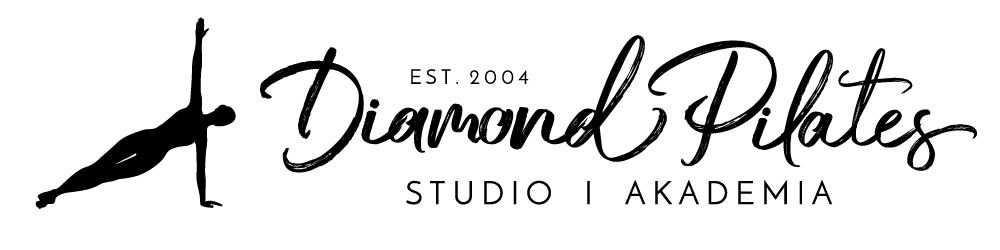 EST. 2004
Diamond Pilates
STUDIO I AKADEMIA